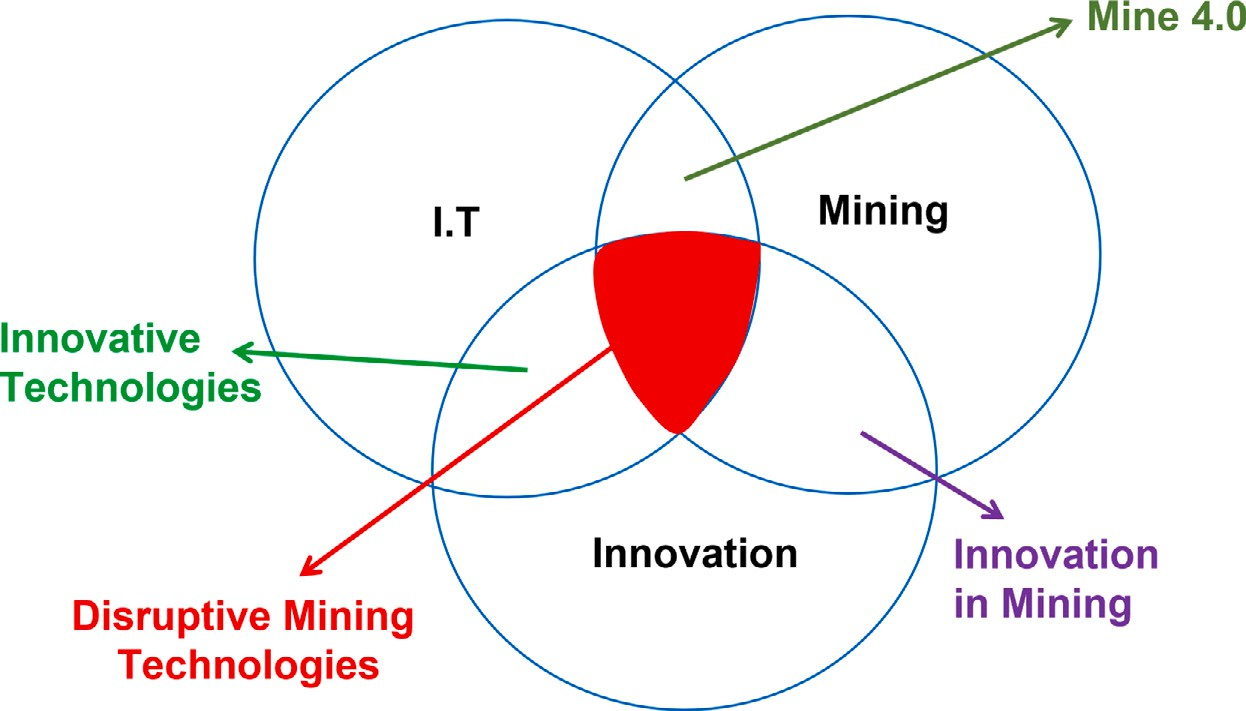 Mine 4.0
I.T
Mining
Innovative
Technologies
Innovation
Innovation
in Mining
Disruptive Mining
Technologies